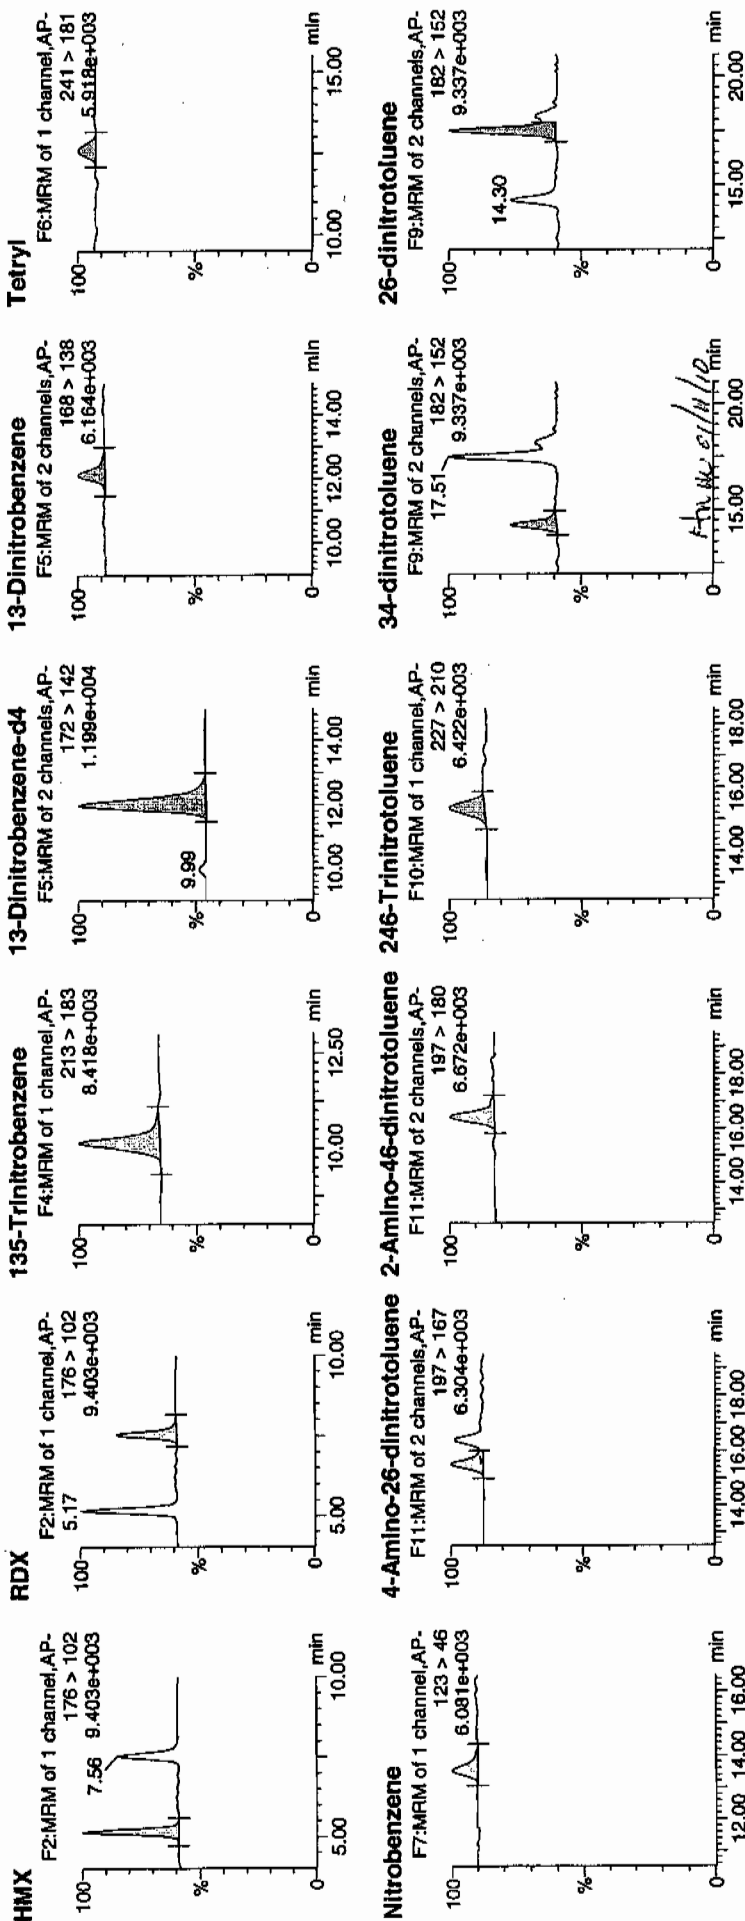 HMX
F2:MRM of 1 channel,AP-
176 > 102
9.403e+003
100
7.56
%
0
5.00
10.00
min
RDX
F2:MRM of 1 channel,AP-
176 > 102
9.403e+003
100
5.17
%
0
5.00
10.00
min
135-Trinitrobenzene
F4:MRM of 1 channel,AP-
213 > 183
8.418e+003
100
%
0
10.00
12.50
min
13-Dinitrobenzene-d4
F5:MRM of 2 channels,AP-
172 > 142
1.199e+004
100
9.99
%
0
10.00
12.00
14.00
min
13-Dinitrobenzene
F5:MRM of 2 channels,AP-
168 > 138
6.164e+003
100
%
0
10.00
12.00
14.00
min
Tetryl
F6:MRM of 1 channel,AP-
241 > 181
5.918e+003
100
%
0
10.00
15.00
min
Nitrobenzene
F7:MRM of 1 channel,AP-
123 > 46
6.081e+003
100
%
0
12.00
14.00
16.00
min
4-Amino-26-dinitrotoluene
F11:MRM of 2 channels,AP-
197 > 167
6.304e+003
100
%
0
14.00
16.00
18.00
min
2-Amino-46-dinitrotoluene
F11:MRM of 2 channels,AP-
197 > 180
6.672e+003
100
%
0
14.00
16.00
18.00
min
246-Trinitrotoluene
F10:MRM of 1 channel,AP-
227 > 210
6.422e+003
100
%
0
14.00
16.00
18.00
min
34-dinitrotoluene
F9:MRM of 2 channels,AP-
182 > 152
9.337e+003
100
17.51
%
0
15.00
20.00
min
26-dinitrotoluene
F9:MRM of 2 channels,AP-
182 > 152
9.337e+003
100
14.30
%
0
15.00
20.00
min